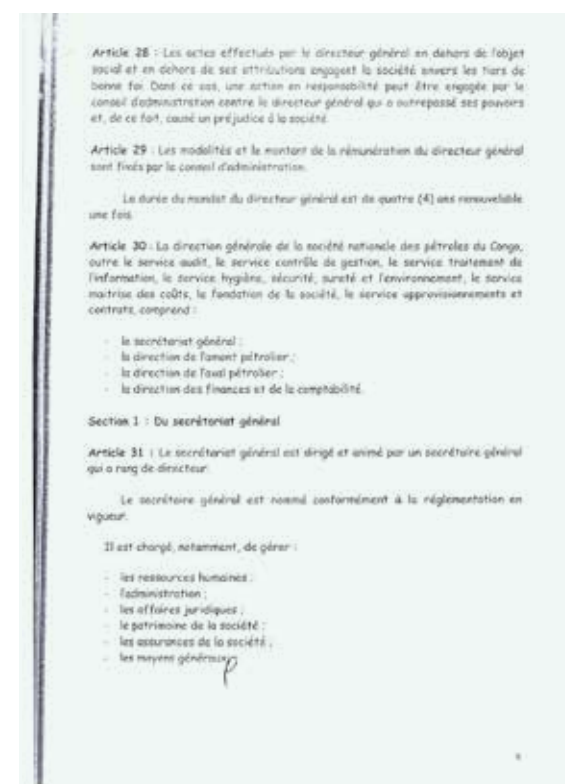 Article 28 : Les actes effectués par le directeur général en dehors de l'objet
social et en dehors de ses attributions engagent la société envers les tiers de
bonne foi. Dans ce cas, une action en responsabilité peut être engagée par le
conseil d'administration contre le directeur général qui a outrepassé ses pouvoirs
et, de ce fait, causé un préjudice à la société.
Article 29 : Les modalités et le montant de la rémunération du directeur général
sont fixés par le conseil d'administration.
La durée du mandat du directeur général est de quatre (4) ans renouvelable
une fois.
Article 30 : La direction générale de la société nationale des pétroles du Congo,
outre le service audit, le service contrôle de gestion, le service traitement de
l'information, le service hygiène, sécurité, sureté et l'environnement, le service
maitrise des coûts, la fondation de la société, le service approvisionnements et
contrats, comprend :
- le secrétariat général ;
- la direction de l'amont pétrolier ;
- la direction de l'aval pétrolier ;
- la direction des finances et de la comptabilité.
Section 1 : Du secrétariat général
Article 31 : Le secrétariat général est dirigé et animé par un secrétaire général
qui a rang de directeur.
Le secrétaire général est nommé conformément à la réglementation en
vigueur.
Il est chargé, notamment, de gérer :
- les ressources humaines ;
- l'administration ;
- les affaires juridiques ;
- le patrimoine de la société ;
- les assurances de la société ;
- les moyens généraux